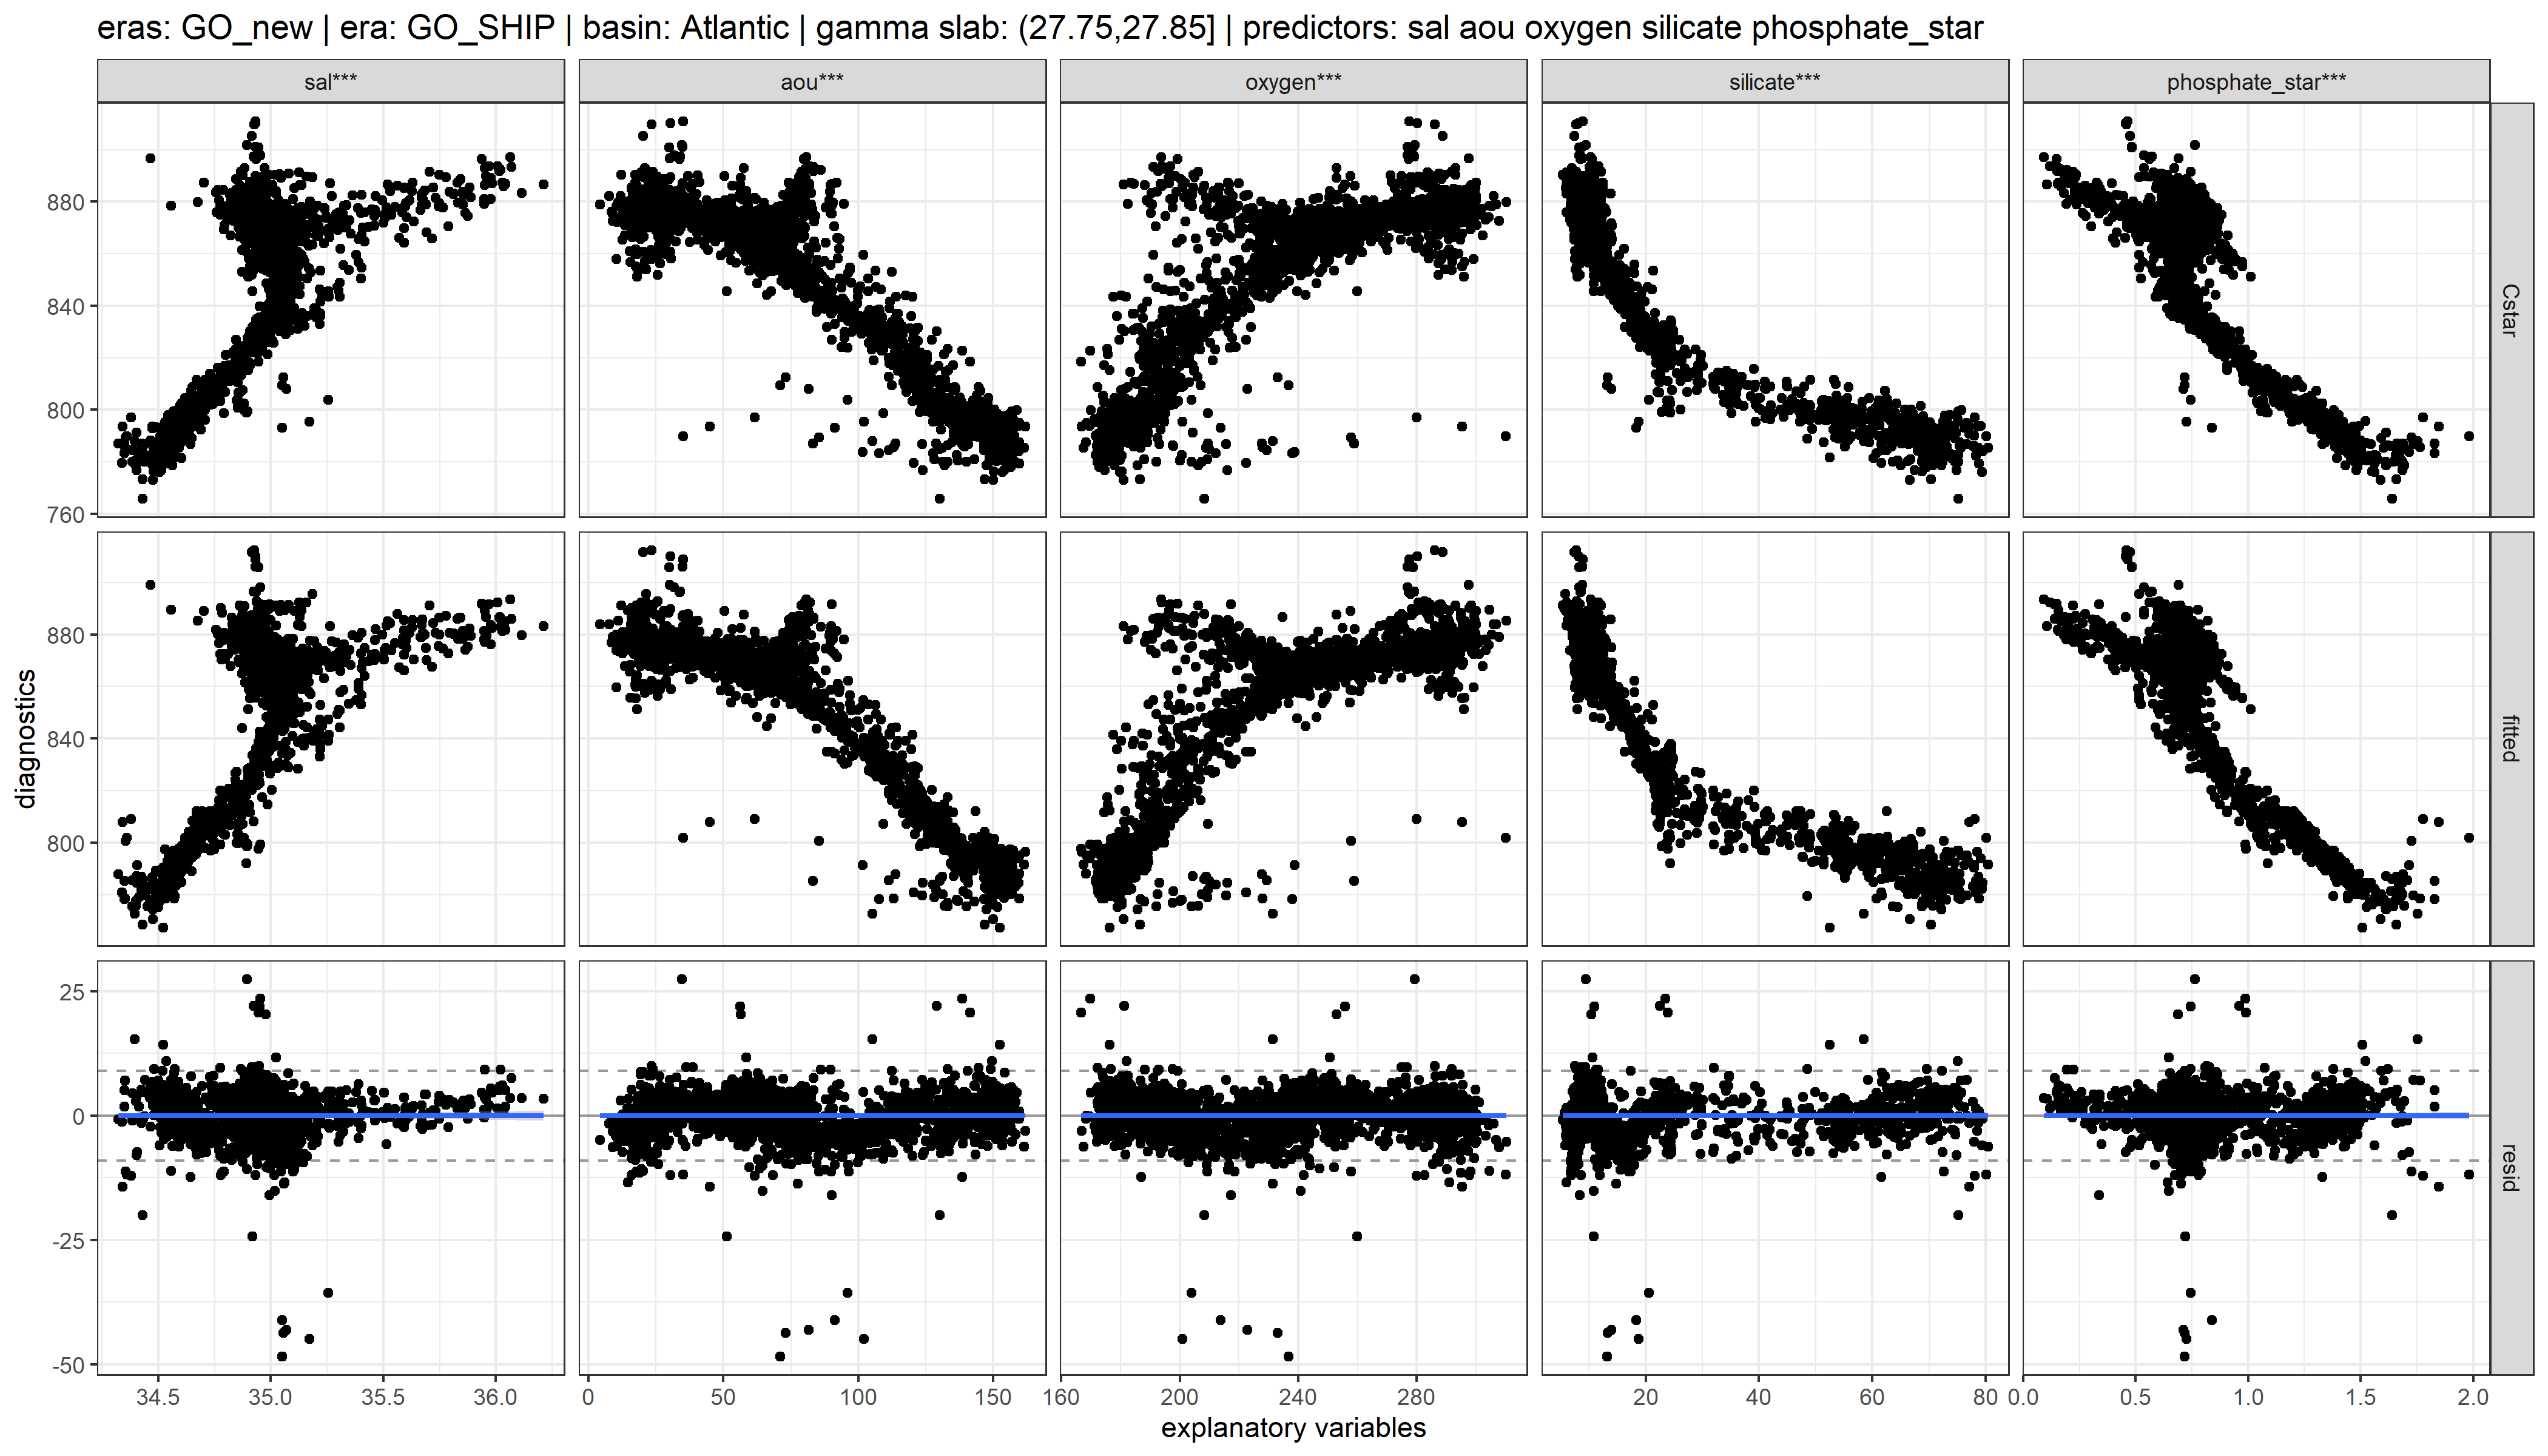 eras: GO_new | era: GO_SHIP | basin: Atlantic | gamma slab: (27.75,27.85] | predictors: sal aou oxygen silicate phosphate_star
sal*** aou*** oxygen*** silicate*** phosphate_star***
880
840
800
760
Cstar
880
840
800
fitted
diagnostics
25
0
-25
-50
resid
34.5 35.0 35.5 36.0 0 50 100 150 160 200 240 280 20 40 60 80 0.0 0.5 1.0 1.5 2.0
explanatory variables